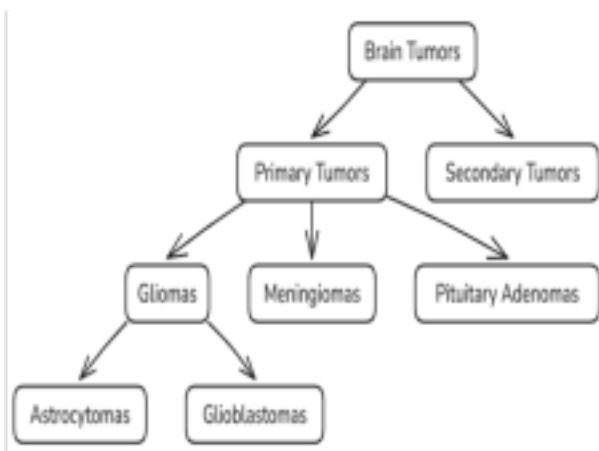 Brain Tumors
Primary Tumors
Secondary Tumors
Gliomas
Meningiomas
Pituitary Adenomas
Astrocytomas
Glioblastomas